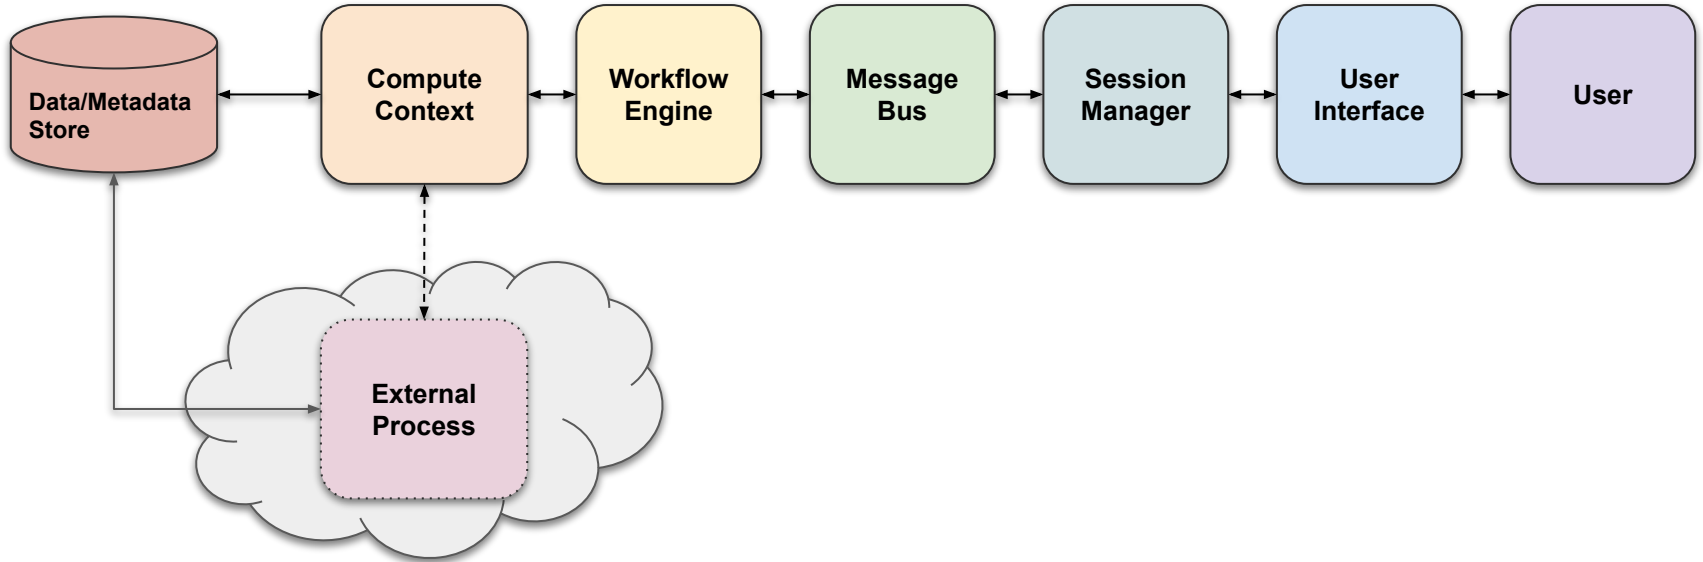 Data/Metadata
Store
Compute
Context
Workflow
Engine
Message
Bus
Session
Manager
User
Interface
User
External
Process